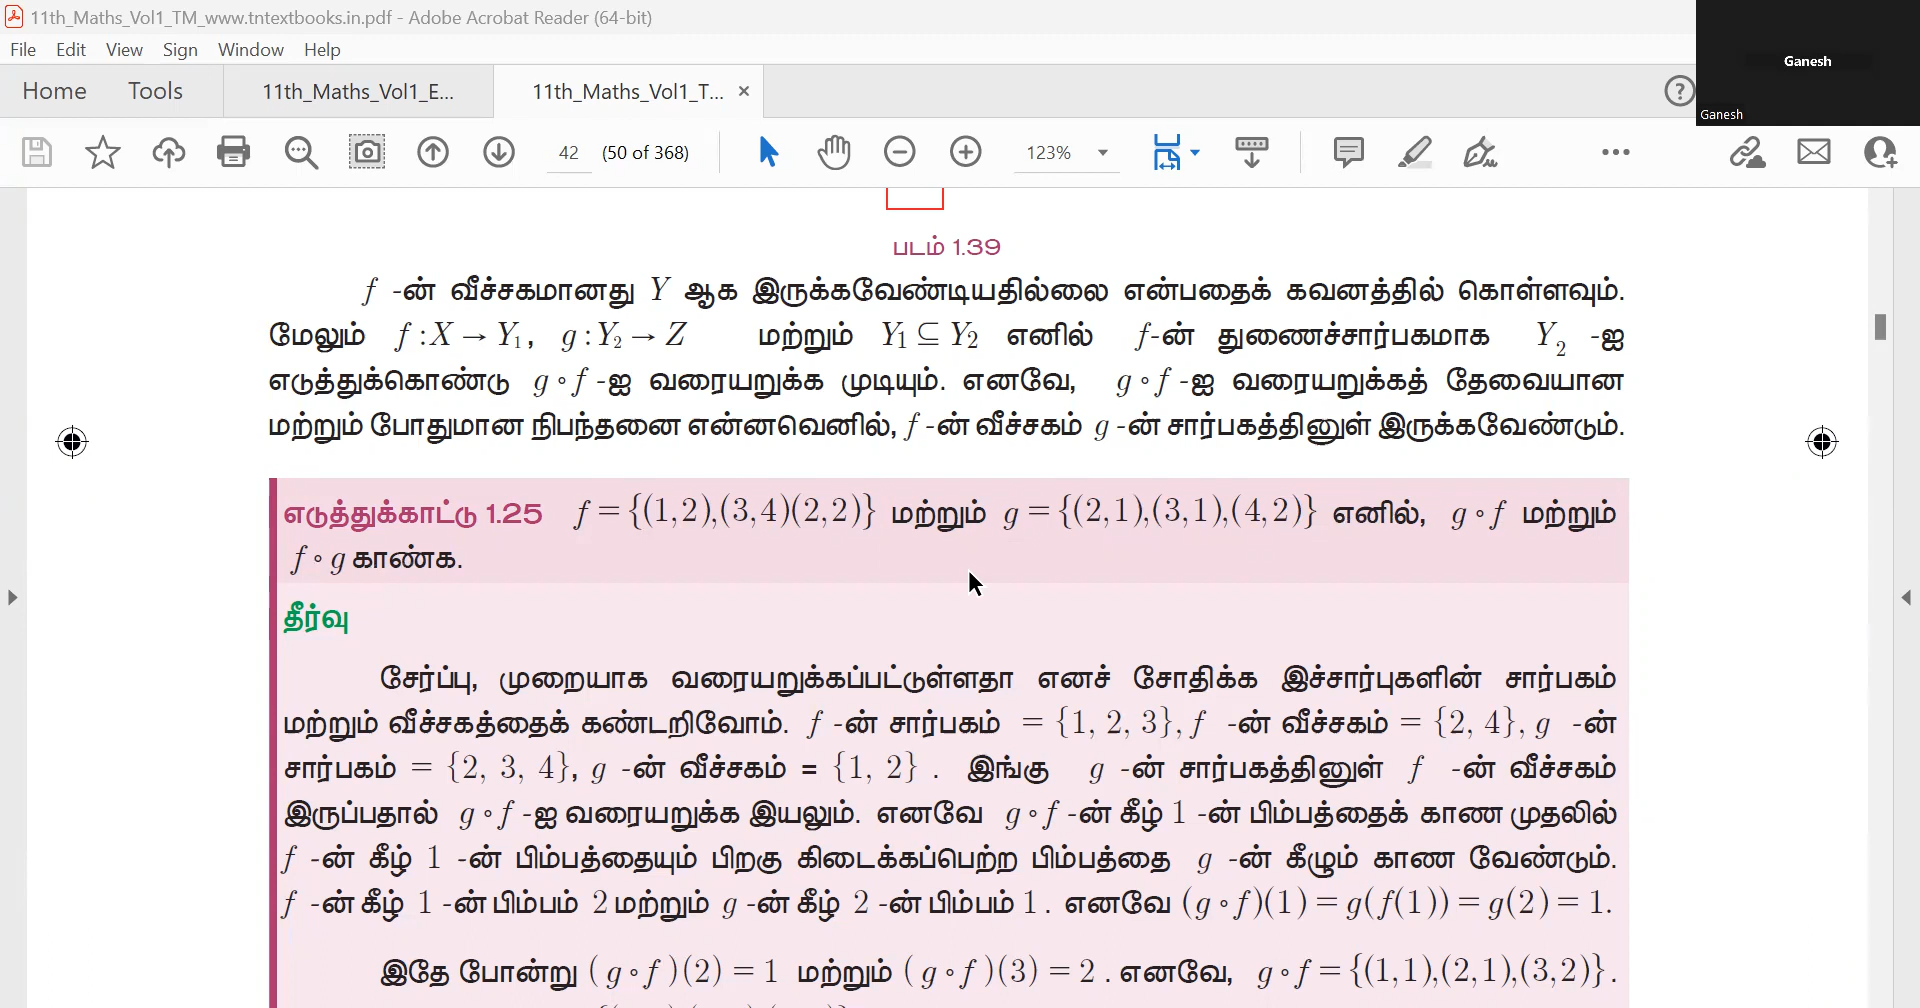 11th_Maths_Vol1_TM_www.tntextbooks.in.pdf - Adobe Acrobat Reader (64-bit)
File Edit View Sign Window Help
Ganesh
Home Tools 11th_Maths_Vol1_E... 11th_Maths_Vol1_T... ×
Ganesh
42 (50 of 368) 123%
படம் 1.39
f -ன் வீச்சகமானது Y ஆக இருக்கவேண்டியதில்லை என்பதைக் கவனத்தில் கொள்ளவும்.
மேலும் f : X → Y₁, g : Y₂ → Z மற்றும் Y₁ ⊆ Y₂ எனில் f-ன் துணைச்சார்பகமாக Y₂ -ஐ
எடுத்துக்கொண்டு g∘f -ஐ வரையறுக்க முடியும். எனவே, g∘f -ஐ வரையறுக்கத் தேவையான
மற்றும் போதுமான நிபந்தனை என்னவெனில், f -ன் வீச்சகம் g -ன் சார்பகத்தினுள் இருக்கவேண்டும்.
எடுத்துக்காட்டு 1.25 f = {(1,2),(3,4)(2,2)} மற்றும் g = {(2,1),(3,1),(4,2)} எனில், g∘f மற்றும்
f∘g காண்க.
தீர்வு
சேர்ப்பு, முறையாக வரையறுக்கப்பட்டுள்ளதா எனச் சோதிக்க இச்சார்புகளின் சார்பகம்
மற்றும் வீச்சகத்தைக் கண்டறிவோம். f -ன் சார்பகம் = {1, 2, 3}, f -ன் வீச்சகம் = {2, 4}, g -ன்
சார்பகம் = {2, 3, 4}, g -ன் வீச்சகம் = {1, 2} . இங்கு g -ன் சார்பகத்தினுள் f -ன் வீச்சகம்
இருப்பதால் g∘f -ஐ வரையறுக்க இயலும். எனவே g∘f -ன் கீழ் 1 -ன் பிம்பத்தைக் காண முதலில்
f -ன் கீழ் 1 -ன் பிம்பத்தையும் பிறகு கிடைக்கப்பெற்ற பிம்பத்தை g -ன் கீழும் காண வேண்டும்.
f -ன் கீழ் 1 -ன் பிம்பம் 2 மற்றும் g -ன் கீழ் 2 -ன் பிம்பம் 1. எனவே (g∘f)(1) = g(f(1)) = g(2) = 1.
இதே போன்று (g∘f)(2) = 1 மற்றும் (g∘f)(3) = 2. எனவே, g∘f = {(1,1),(2,1),(3,2)}.